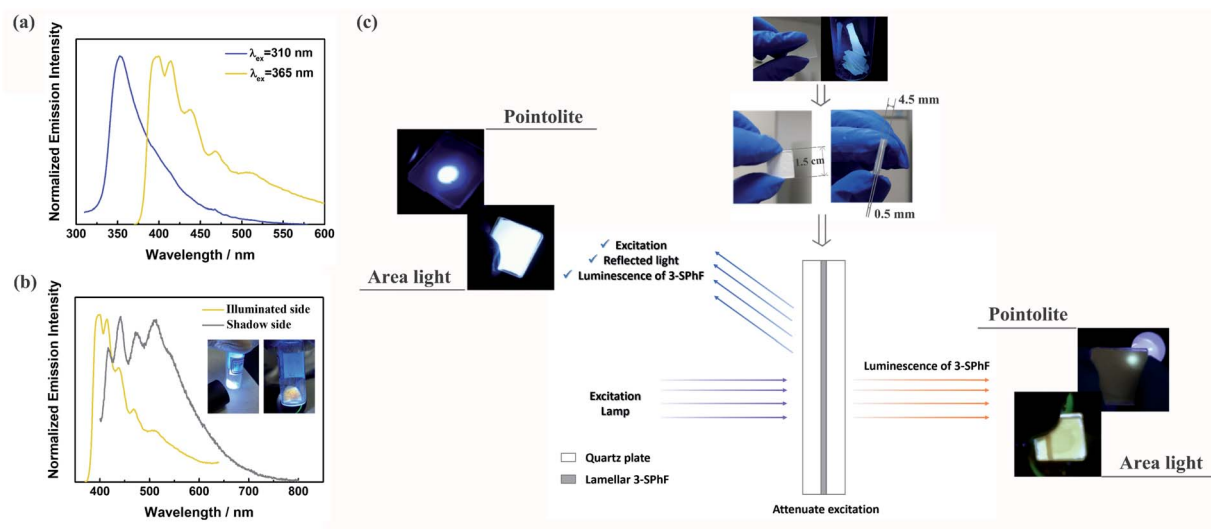 (a)
Normalized Emission Intensity
λex=310 nm
λex=365 nm
300 350 400 450 500 550 600
Wavelength / nm
(b)
Normalized Emission Intensity
Illuminated side
Shadow side
400 500 600 700 800
Wavelength / nm
(c)
4.5 mm
1.5 cm
0.5 mm
Pointolite
Area light
✓ Excitation
✓ Reflected light
✓ Luminescence of 3-SPhF
Pointolite
Luminescence of 3-SPhF
Excitation
Lamp
Quartz plate
Lamellar 3-SPhF
Area light
Attenuate excitation